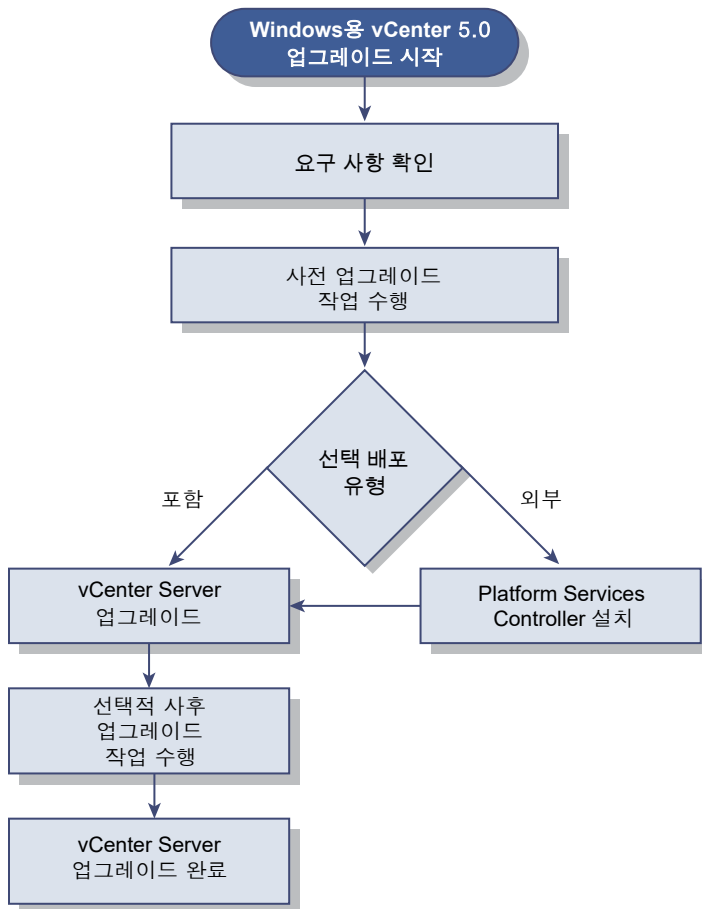 Windows용 vCenter 5.0
업그레이드 시작
요구 사항 확인
사전 업그레이드
작업 수행
선택 배포
유형
포함
외부
vCenter Server
업그레이드
Platform Services
Controller 설치
선택적 사후
업그레이드
작업 수행
vCenter Server
업그레이드 완료